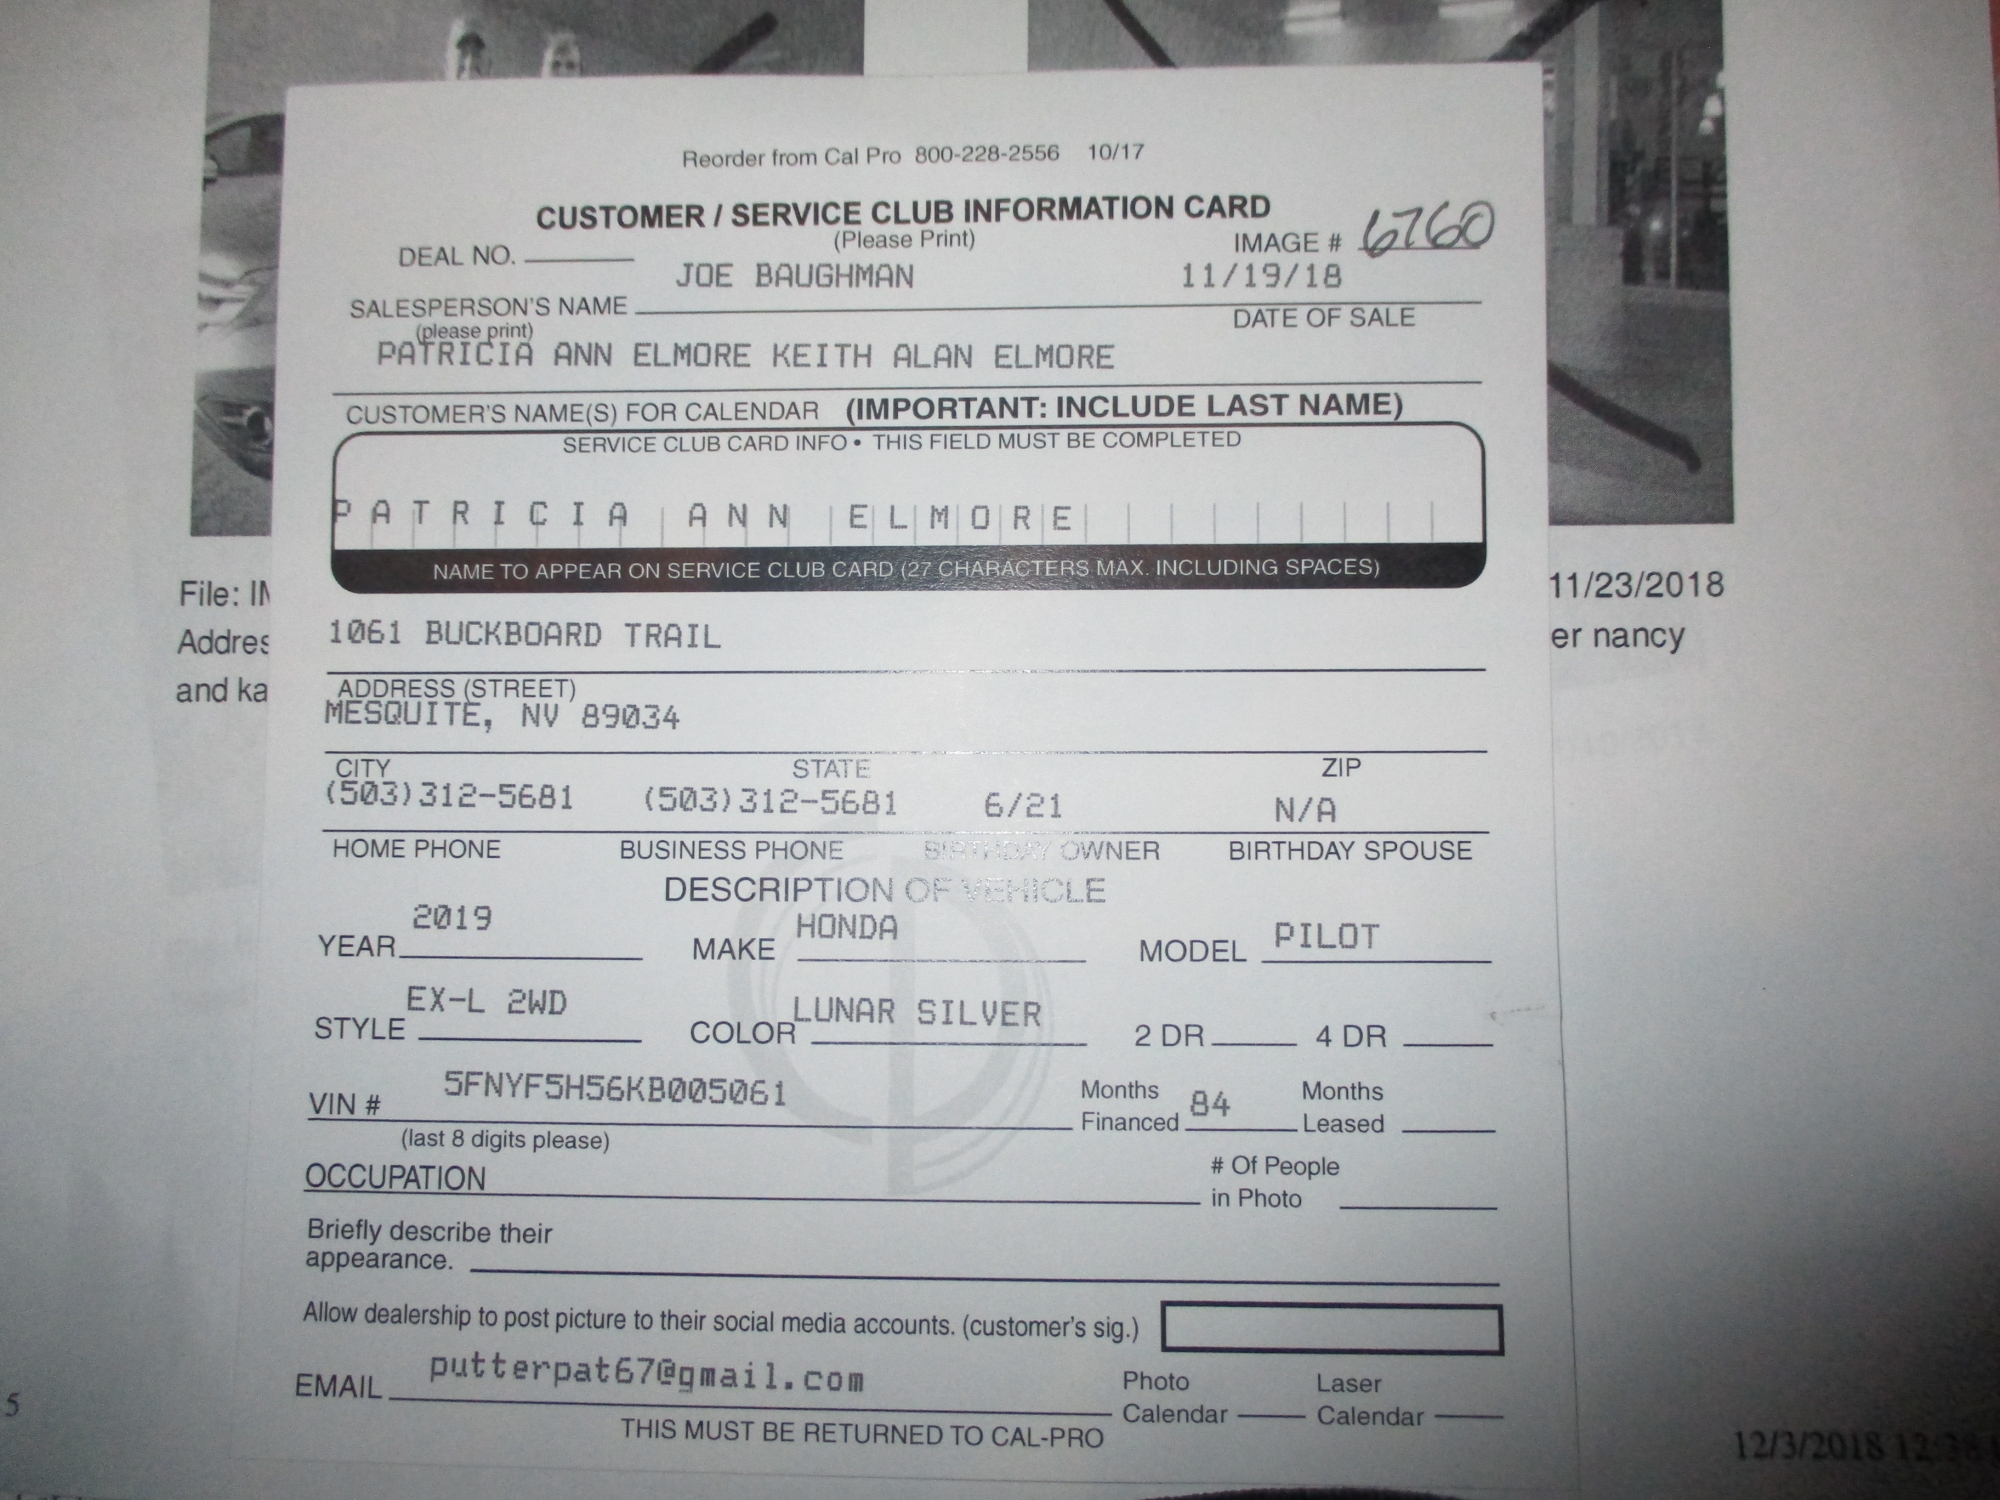 Reorder from Cal Pro 800-228-2556 10/17
CUSTOMER / SERVICE CLUB INFORMATION CARD
(Please Print)
DEAL NO.
IMAGE # 6760
JOE BAUGHMAN 11/19/18
SALESPERSON'S NAME
(please print)
DATE OF SALE
PATRICIA ANN ELMORE KEITH ALAN ELMORE
CUSTOMER'S NAME(S) FOR CALENDAR (IMPORTANT: INCLUDE LAST NAME)
SERVICE CLUB CARD INFO • THIS FIELD MUST BE COMPLETED
PATRICIA ANN ELMORE
NAME TO APPEAR ON SERVICE CLUB CARD (27 CHARACTERS MAX. INCLUDING SPACES)
1061 BUCKBOARD TRAIL
ADDRESS (STREET)
MESQUITE, NV 89034
CITY STATE ZIP
(503)312-5681 (503)312-5681 6/21 N/A
HOME PHONE BUSINESS PHONE BIRTHDAY OWNER BIRTHDAY SPOUSE
DESCRIPTION OF VEHICLE
YEAR 2019 MAKE HONDA MODEL PILOT
STYLE EX-L 2WD COLOR LUNAR SILVER 2 DR 4 DR
VIN # 5FNYF5H56KB005061 Months Financed 84 Months Leased
(last 8 digits please)
OCCUPATION # Of People in Photo
Briefly describe their
appearance.
Allow dealership to post picture to their social media accounts. (customer's sig.)
EMAIL putterpat67@gmail.com Photo Calendar Laser Calendar
THIS MUST BE RETURNED TO CAL-PRO
File:
11/23/2018
er nancy
and ka
5
12/3/2018